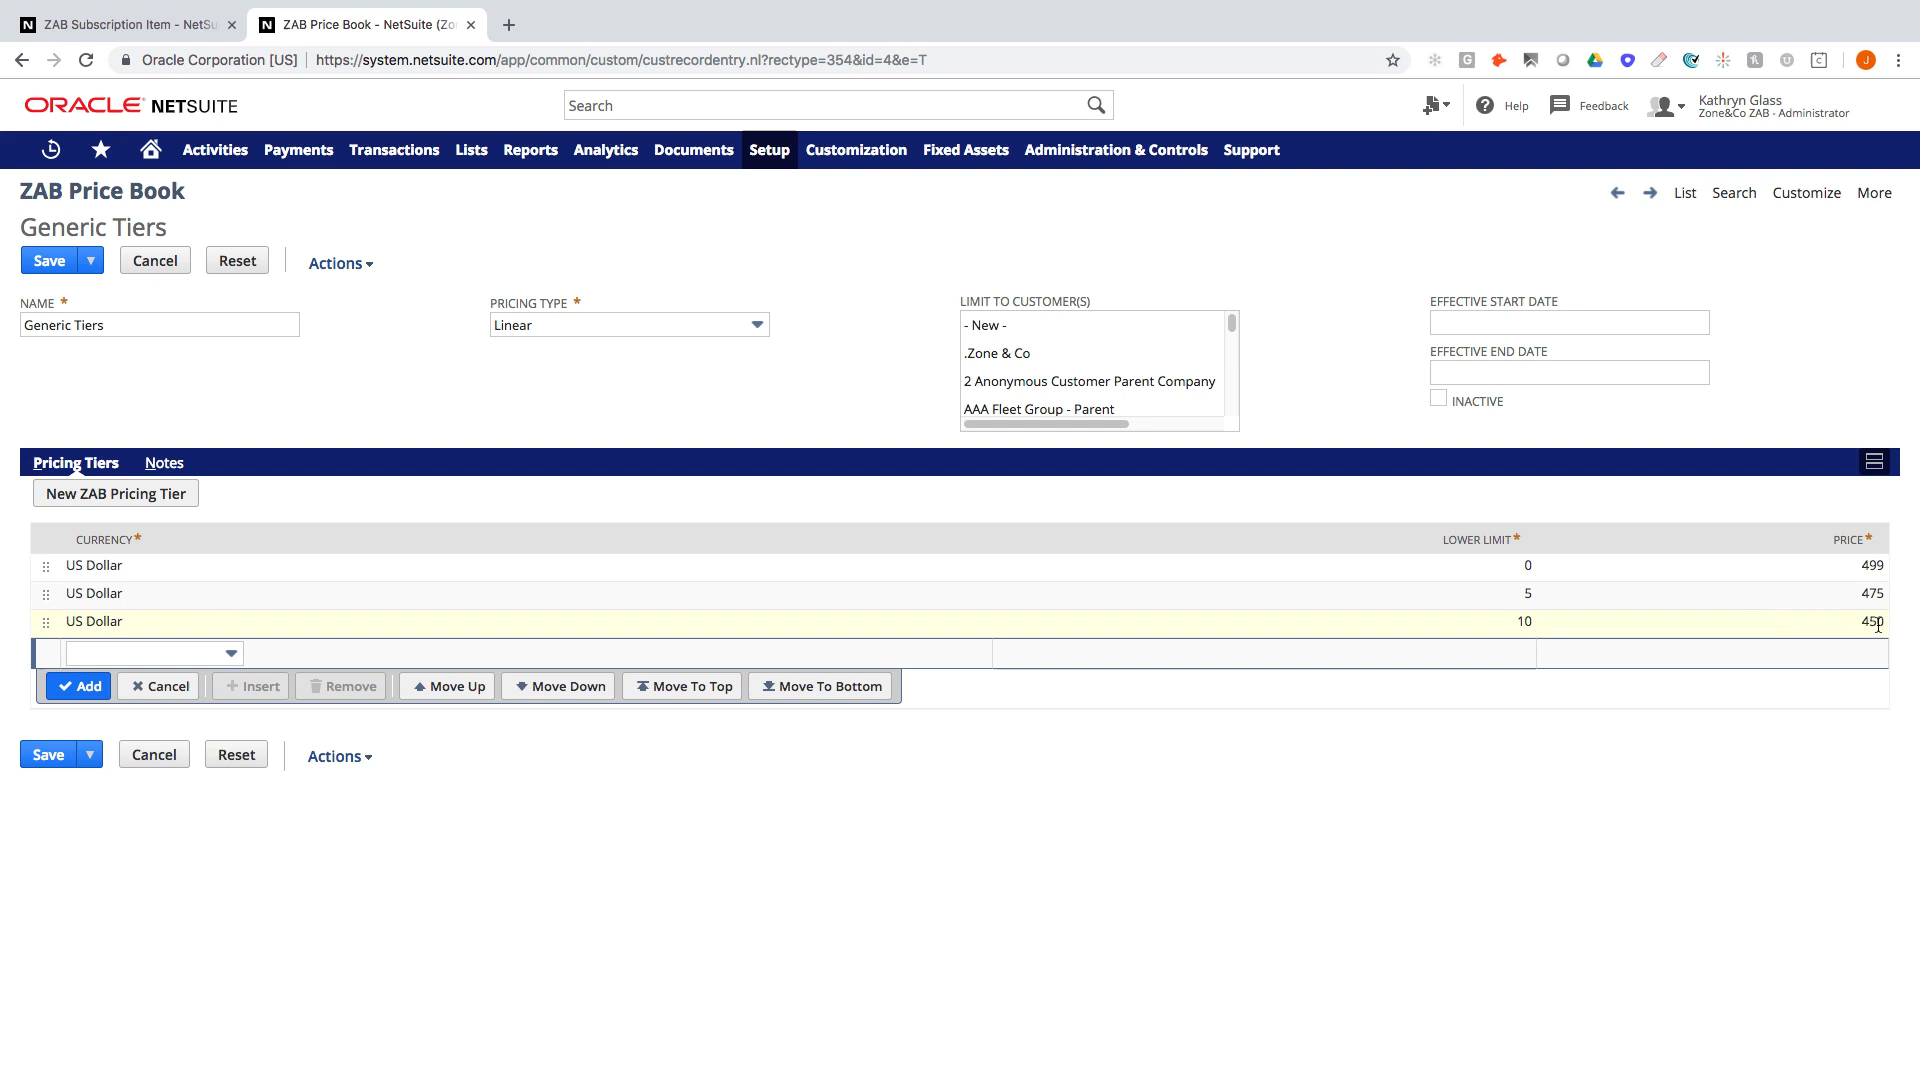 ZAB Subscription Item - NetSu
ZAB Price Book - NetSuite (Zo
Oracle Corporation [US] | https://system.netsuite.com/app/common/custom/custrecordentry.nl?rectype=354&id=4&e=T
ORACLE NETSUITE
Search
Help
Feedback
Kathryn Glass
Zone&Co ZAB - Administrator
Activities Payments Transactions Lists Reports Analytics Documents Setup Customization Fixed Assets Administration & Controls Support
ZAB Price Book
List Search Customize More
Generic Tiers
Save Cancel Reset Actions
NAME *
Generic Tiers
PRICING TYPE *
Linear
LIMIT TO CUSTOMER(S)
- New -
.Zone & Co
2 Anonymous Customer Parent Company
AAA Fleet Group - Parent
EFFECTIVE START DATE
EFFECTIVE END DATE
INACTIVE
Pricing Tiers Notes
New ZAB Pricing Tier
CURRENCY* LOWER LIMIT* PRICE*
US Dollar 0 499
US Dollar 5 475
US Dollar 10 450
Add Cancel Insert Remove Move Up Move Down Move To Top Move To Bottom
Save Cancel Reset Actions